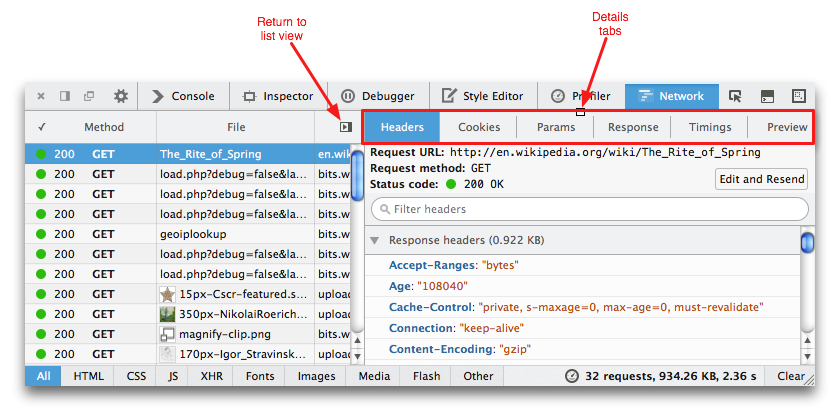 Return to
list view
Details
tabs
Console Inspector Debugger Style Editor Profiler Network
✓ Method File
Headers Cookies Params Response Timings Preview
200 GET The_Rite_of_Spring en.wik
200 GET load.php?debug=false&la... bits.w
200 GET load.php?debug=false&la... bits.w
200 GET load.php?debug=false&la... bits.w
200 GET geoiplookup bits.w
200 GET load.php?debug=false&la... bits.w
200 GET load.php?debug=false&la... bits.w
200 GET 15px-Cscr-featured.s... upload
200 GET 350px-NikolaiRoerich... upload
200 GET magnify-clip.png bits.w
200 GET 170px-Igor_Stravinsk... upload
Request URL: http://en.wikipedia.org/wiki/The_Rite_of_Spring
Request method: GET
Status code: 200 OK
Edit and Resend
Filter headers
Response headers (0.922 KB)
Accept-Ranges: "bytes"
Age: "108040"
Cache-Control: "private, s-maxage=0, max-age=0, must-revalidate"
Connection: "keep-alive"
Content-Encoding: "gzip"
All HTML CSS JS XHR Fonts Images Media Flash Other 32 requests, 934.26 KB, 2.36 s Clear